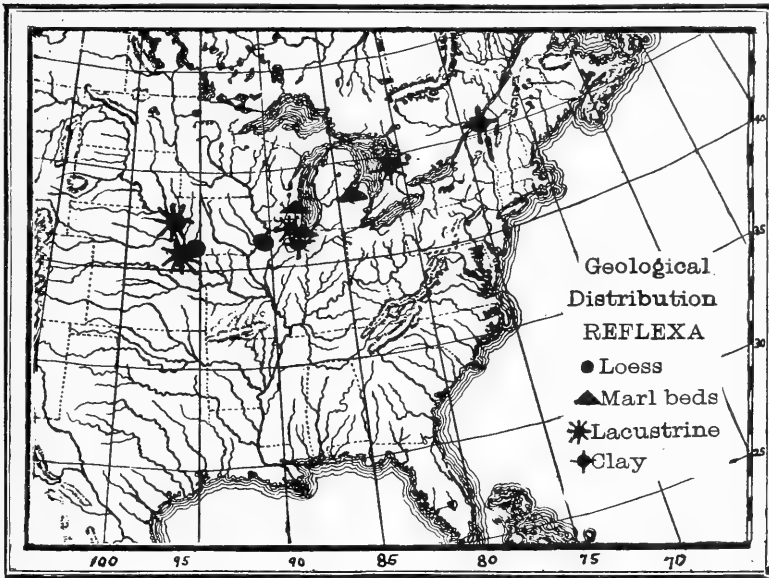 40
35
Geological
Distribution
REFLEXA
Loess
30
Marl beds
Lacustrine
25
Clay
100 95 90 85 80 75 70